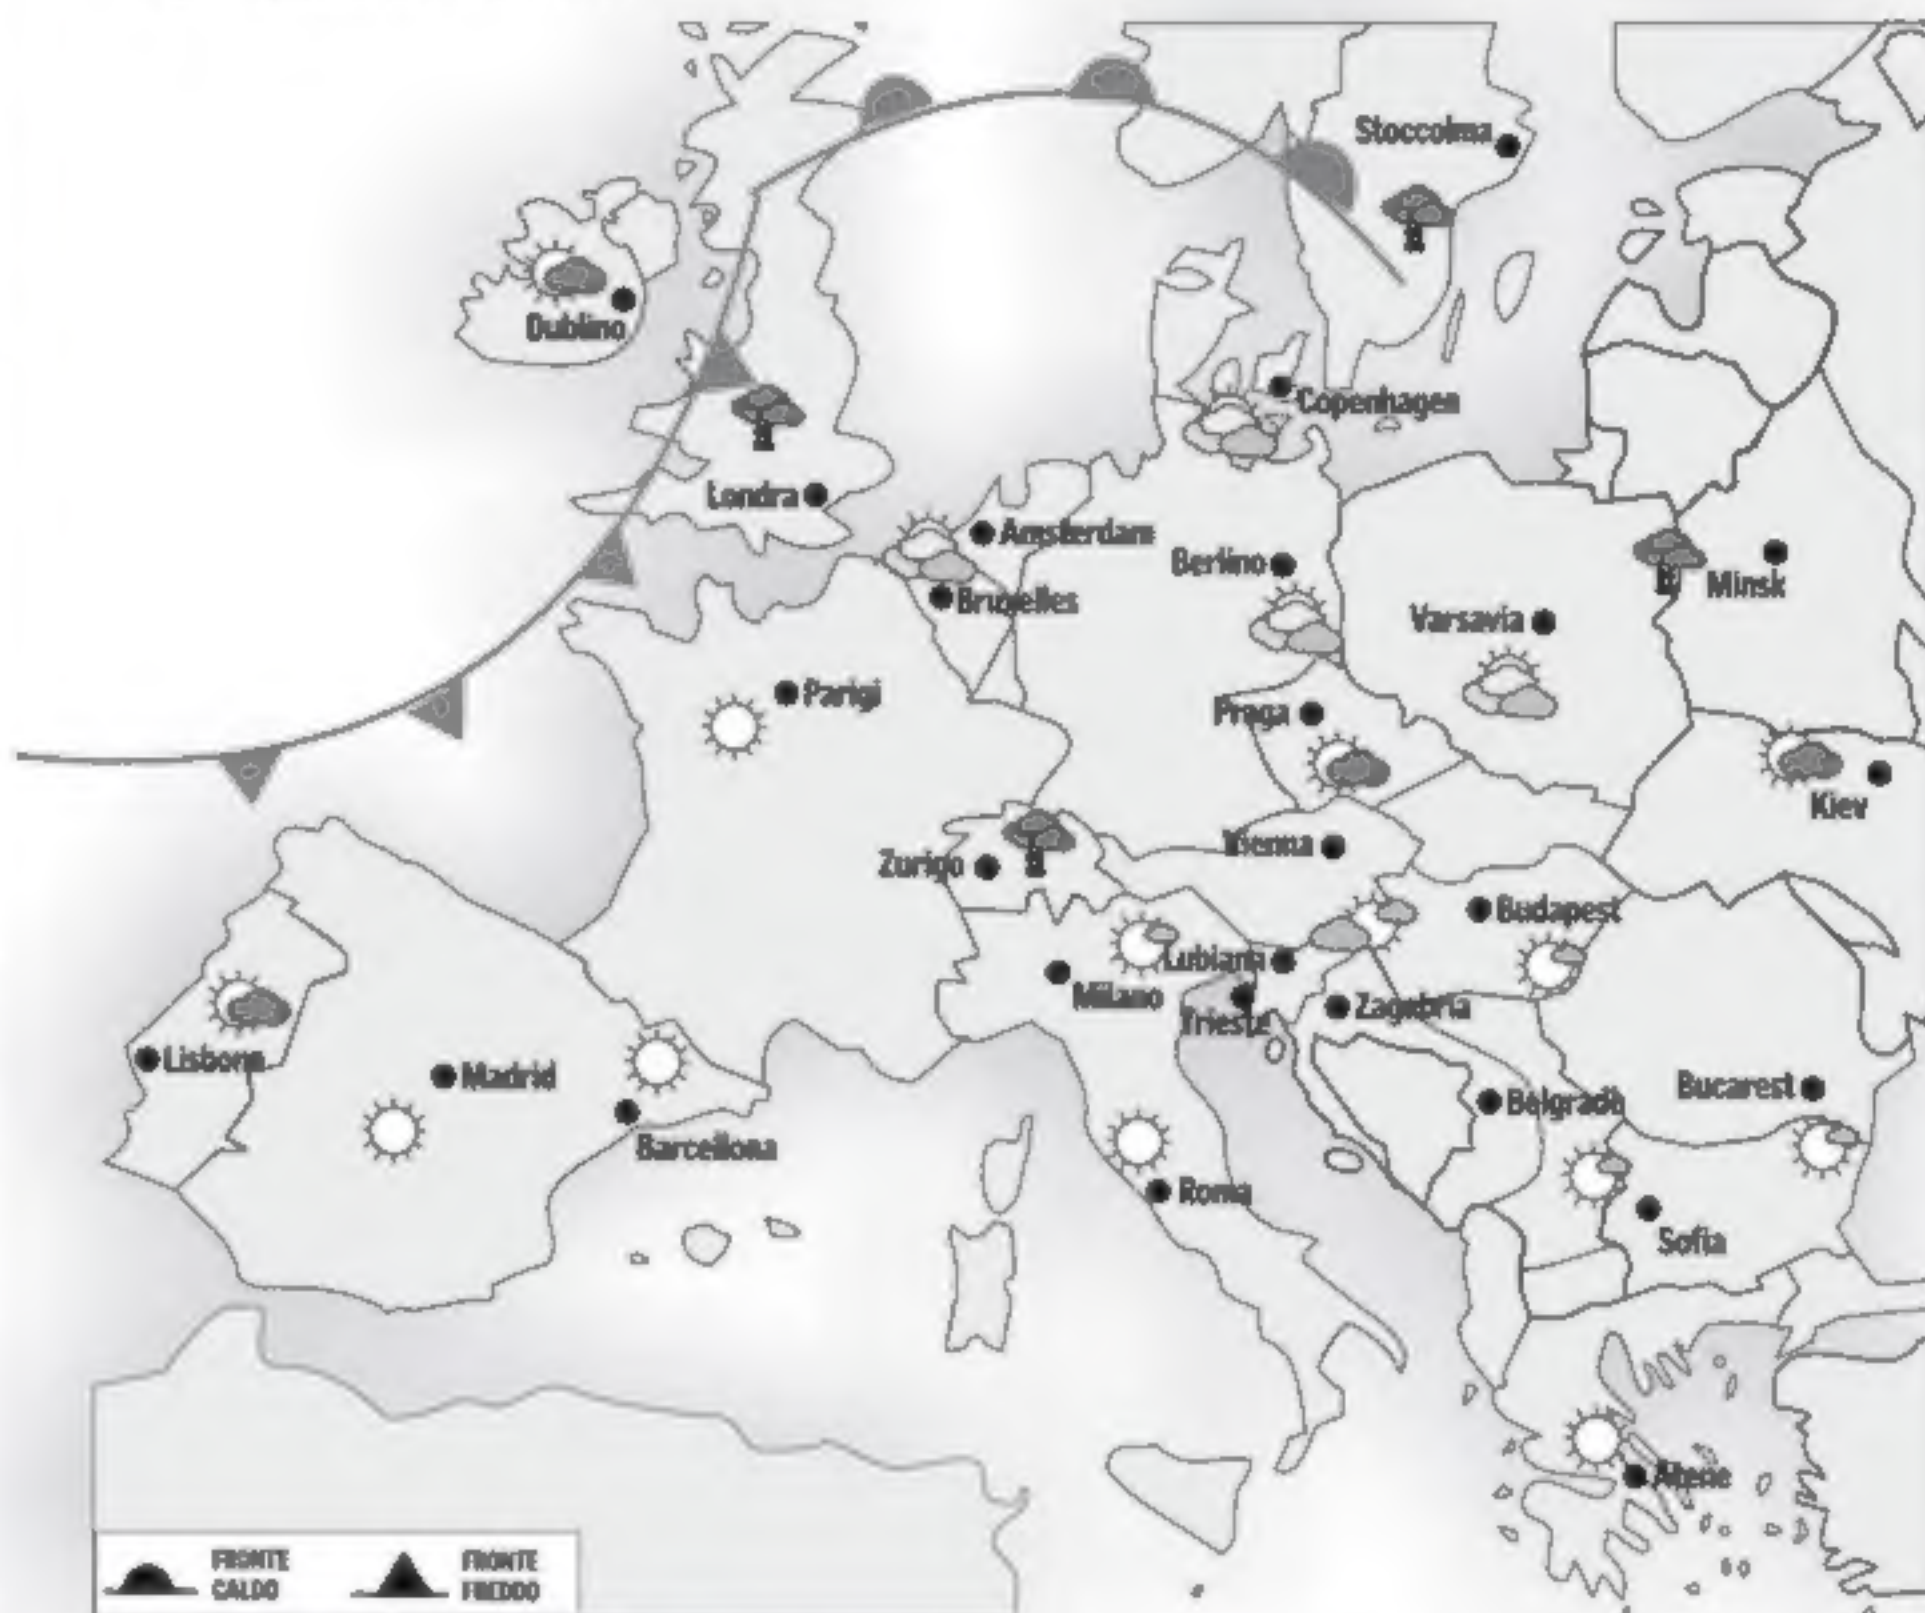 Stoccolma
Dublino
Copenhagen
Londra
Amsterdam
Berlino
Bruxelles
Minsk
Varsavia
Parigi
Praga
Kiev
Vienna
Zurigo
Budapest
Lubiana
Milano
Zagabria
Trieste
Lisbona
Madrid
Bucarest
Belgrado
Barcellona
Roma
Sofia
Atene
FRONTE
CALDO
FRONTE
FREDDO